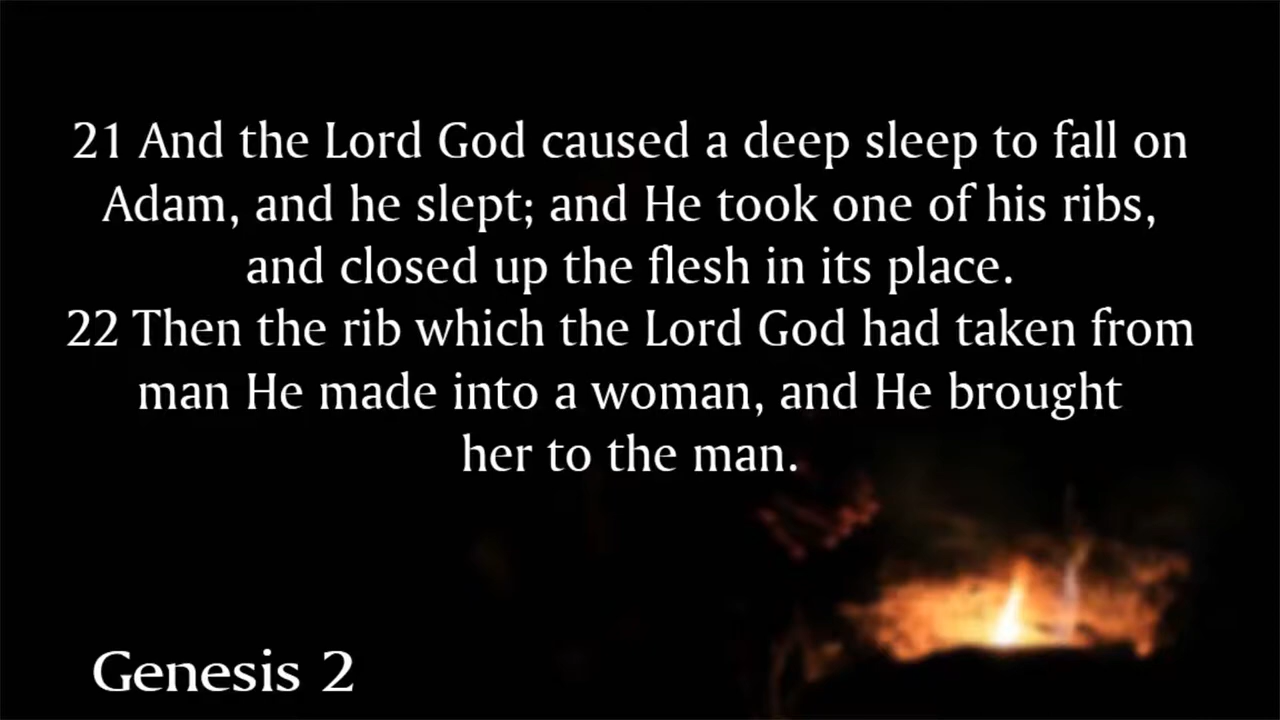 21 And the Lord God caused a deep sleep to fall on
Adam, and he slept; and He took one of his ribs,
and closed up the flesh in its place.
22 Then the rib which the Lord God had taken from
man He made into a woman, and He brought
her to the man.
Genesis 2